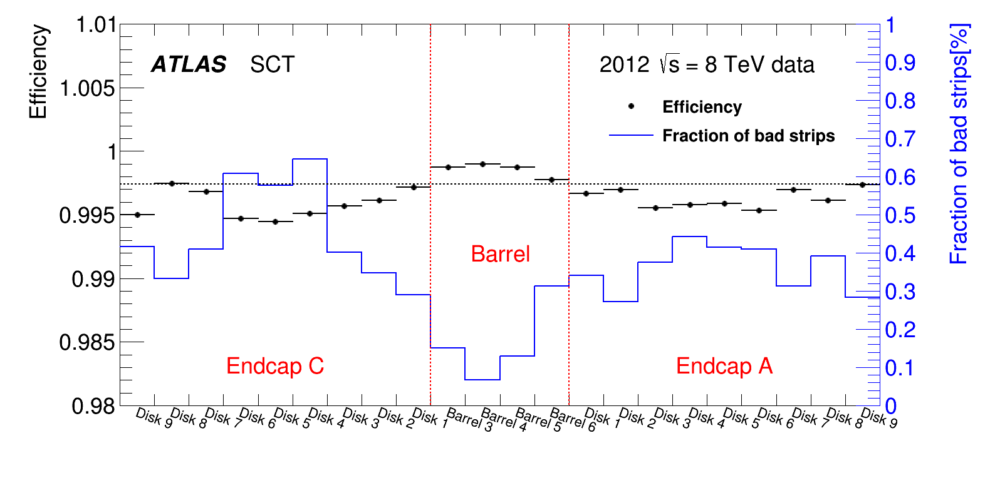 Efficiency
1.01
1.005
1
0.995
0.99
0.985
0.98
ATLAS SCT
2012 √s = 8 TeV data
Efficiency
Fraction of bad strips
Barrel
Endcap C
Endcap A
Disk 9
Disk 8
Disk 7
Disk 6
Disk 5
Disk 4
Disk 3
Disk 2
Disk 1
Barrel 3
Barrel 4
Barrel 5
Barrel 6
Disk 1
Disk 2
Disk 3
Disk 4
Disk 5
Disk 6
Disk 7
Disk 8
Disk 9
1
0.9
0.8
0.7
0.6
0.5
0.4
0.3
0.2
0.1
0
Fraction of bad strips[%]